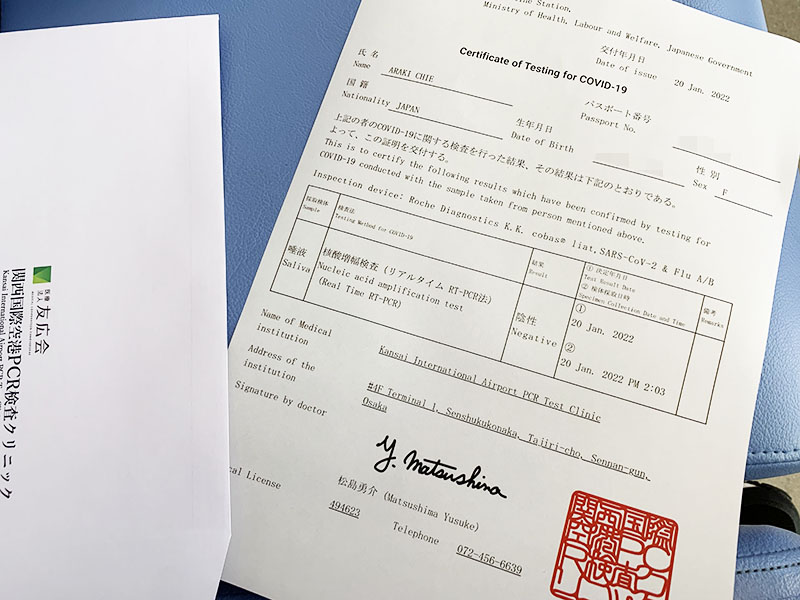 the Station.
Ministry of Health, Labour and Welfare, Japanese Government
交付年月日
Date of issue 20 Jan. 2022
Certificate of Testing for COVID-19
氏名
Name ARAKI CHIE
パスポート番号
Passport No.
国籍
Nationality JAPAN
生年月日
Date of Birth
性別
Sex F
上記の者のCOVID-19に関する検査を行った結果、その結果は下記のとおりである。
よって、この証明を交付する。
This is to certify the following results which have been confirmed by testing for
COVID-19 conducted with the sample taken from person mentioned above.
Inspection device: Roche Diagnostics K.K. cobas® liat,SARS-CoV-2 & Flu A/B
採取検体
Sample
検査法
Testing Method for COVID-19
結果
Result
① 決定年月日
Test Result Date
② 検体採取日時
Specimen Collection Date and Time
備考
Remarks
唾液
Saliva
核酸増幅検査(リアルタイム RT-PCR法)
Nucleic acid amplification test
(Real Time RT-PCR)
陰性
Negative
①
20 Jan. 2022
②
20 Jan. 2022 PM 2:03
Name of Medical
institution
Kansai International Airport PCR Test Clinic
Address of the
institution
#4F Terminal 1, Senshukukonaka, Tajiri-cho, Sennan-gun,
Osaka
Signature by doctor
Y. Matsushima
松島勇介 (Matsushima Yusuke)
cal License
494623
Telephone 072-456-6639
医療
法人 友広会
関西国際空港PCR検査クリニック
Kansai International Airport PCR